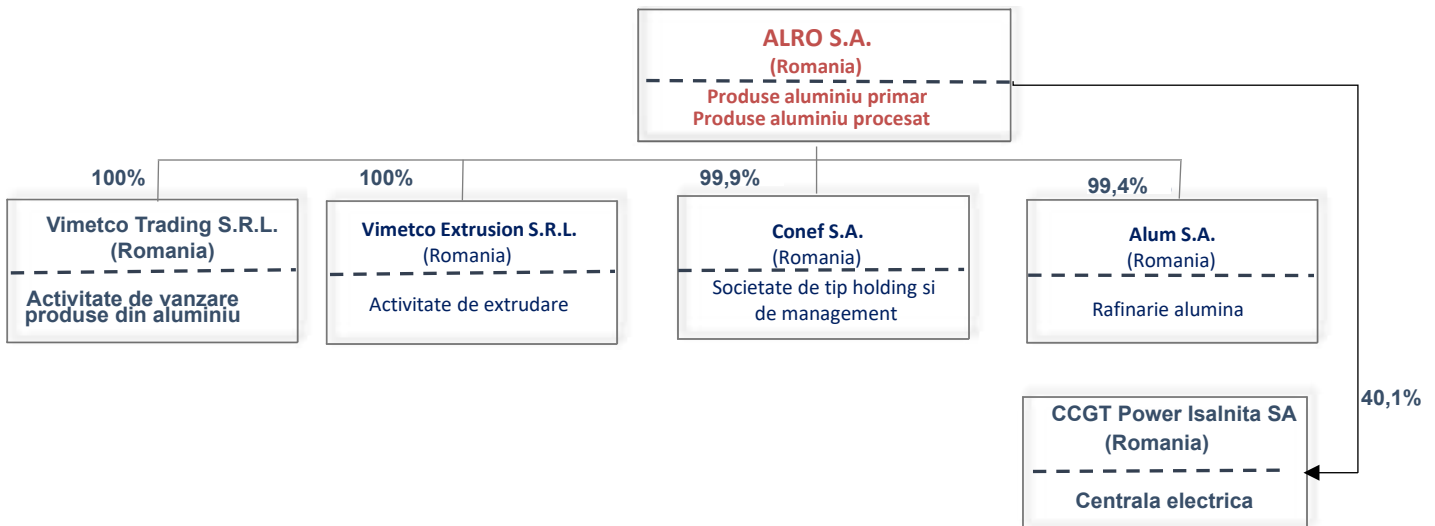 ALRO S.A.
(Romania)
Produse aluminiu primar
Produse aluminiu procesat
100%
100%
99,9%
99,4%
Vimetco Trading S.R.L.
(Romania)
Activitate de vanzare
produse din aluminiu
Vimetco Extrusion S.R.L.
(Romania)
Activitate de extrudare
Conef S.A.
(Romania)
Societate de tip holding si
de management
Alum S.A.
(Romania)
Rafinarie alumina
40,1%
CCGT Power Isalnita SA
(Romania)
Centrala electrica